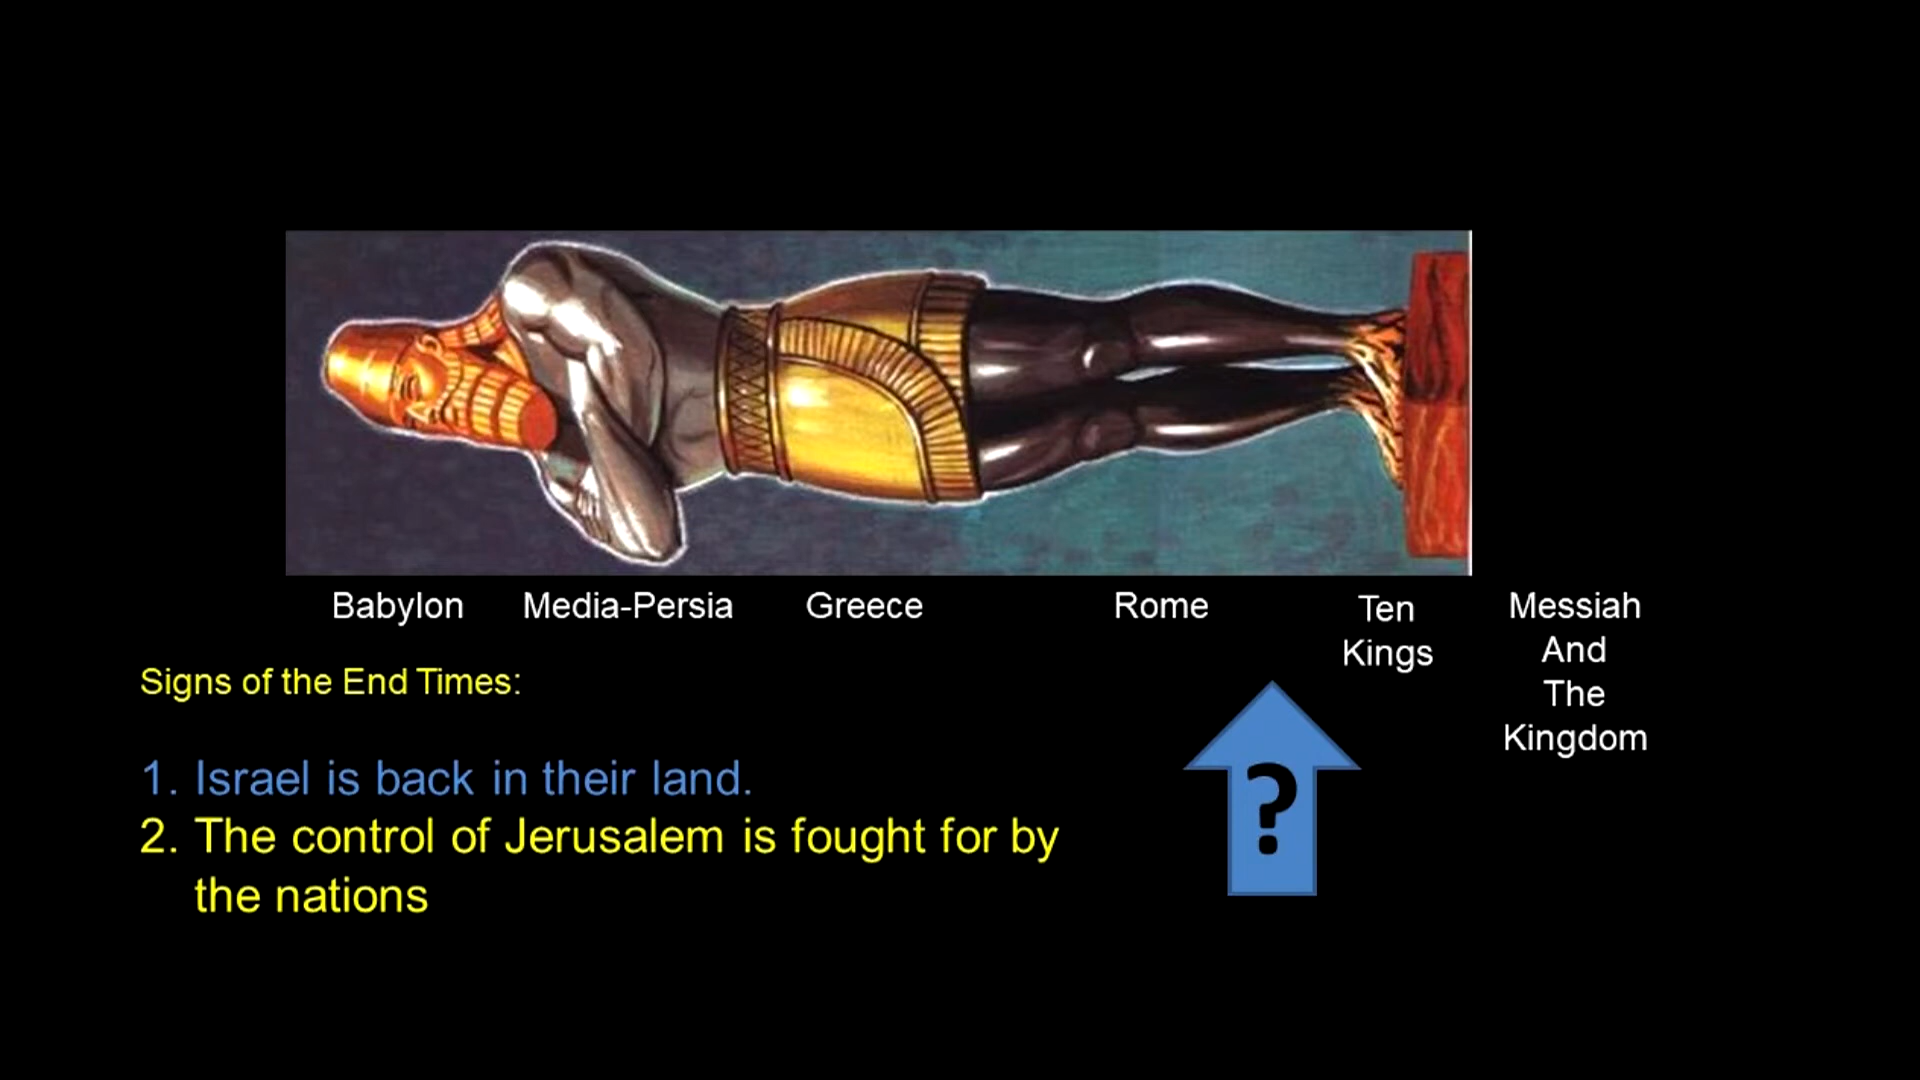 Babylon
Media-Persia
Greece
Rome
Ten
Kings
Messiah
And
The
Kingdom
Signs of the End Times:
1. Israel is back in their land.
2. The control of Jerusalem is fought for by
the nations
?